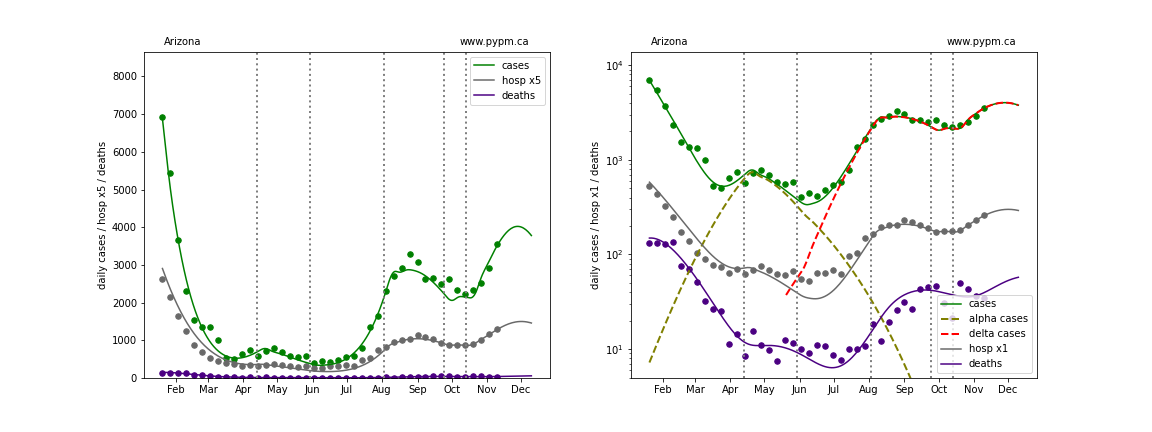 Arizona
www.pypm.ca
daily cases / hosp x5 / deaths
8000
7000
6000
5000
4000
3000
2000
1000
0
cases
hosp x5
deaths
Feb Mar Apr May Jun Jul Aug Sep Oct Nov Dec
Arizona
www.pypm.ca
daily cases / hosp x1 / deaths
10⁴
10³
10²
10¹
cases
alpha cases
delta cases
hosp x1
deaths
Feb Mar Apr May Jun Jul Aug Sep Oct Nov Dec